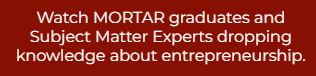 Watch MORTAR graduates and
Subject Matter Experts dropping
knowledge about entrepreneurship.